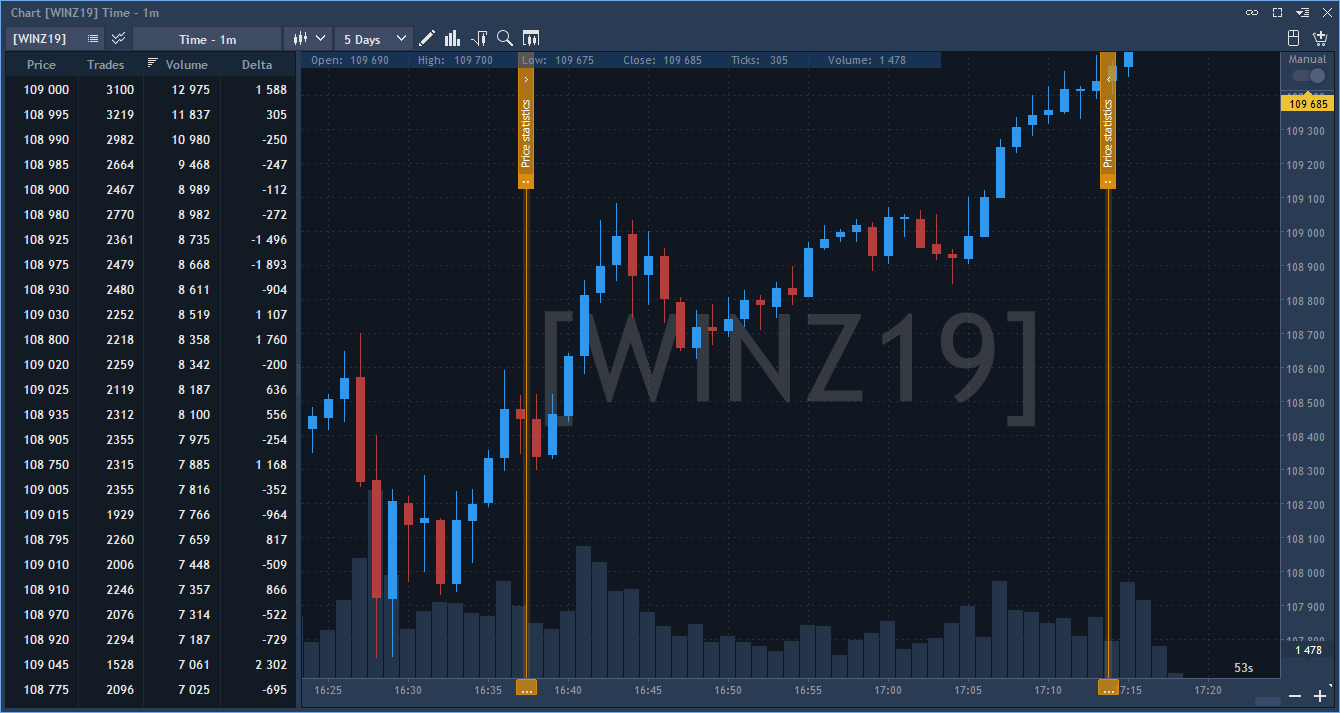 Chart [WINZ19] Time - 1m
[WINZ19] Time - 1m 5 Days
Price Trades Volume Delta
Open: 109 690 High: 109 700 Low: 109 675 Close: 109 685 Ticks: 305 Volume: 1 478
Manual
109 000 3100 12 975 1 588
108 995 3219 11 837 305
108 990 2982 10 980 -250
108 985 2664 9 468 -247
108 900 2467 8 989 -112
108 980 2770 8 982 -272
108 925 2361 8 735 -1 496
108 975 2479 8 668 -1 893
108 930 2480 8 611 -904
109 030 2252 8 519 1 107
108 800 2218 8 358 1 760
109 020 2259 8 342 -200
109 025 2119 8 187 636
108 935 2312 8 100 556
108 905 2355 7 975 -254
108 750 2315 7 885 1 168
109 005 2355 7 816 -352
109 015 1929 7 766 -964
108 795 2260 7 659 817
109 010 2006 7 448 -509
108 910 2246 7 357 866
108 970 2076 7 314 -522
108 920 2294 7 187 -729
109 045 1528 7 061 2 302
108 775 2096 7 025 -695
Price statistics
Price statistics
[WINZ19]
109 685
109 300
109 200
109 100
109 000
108 900
108 800
108 700
108 600
108 500
108 400
108 300
108 200
108 100
108 000
107 900
1 478
53s
16:25 16:30 16:35 ... 16:40 16:45 16:50 16:55 17:00 17:05 17:10 ... 17:15 17:20